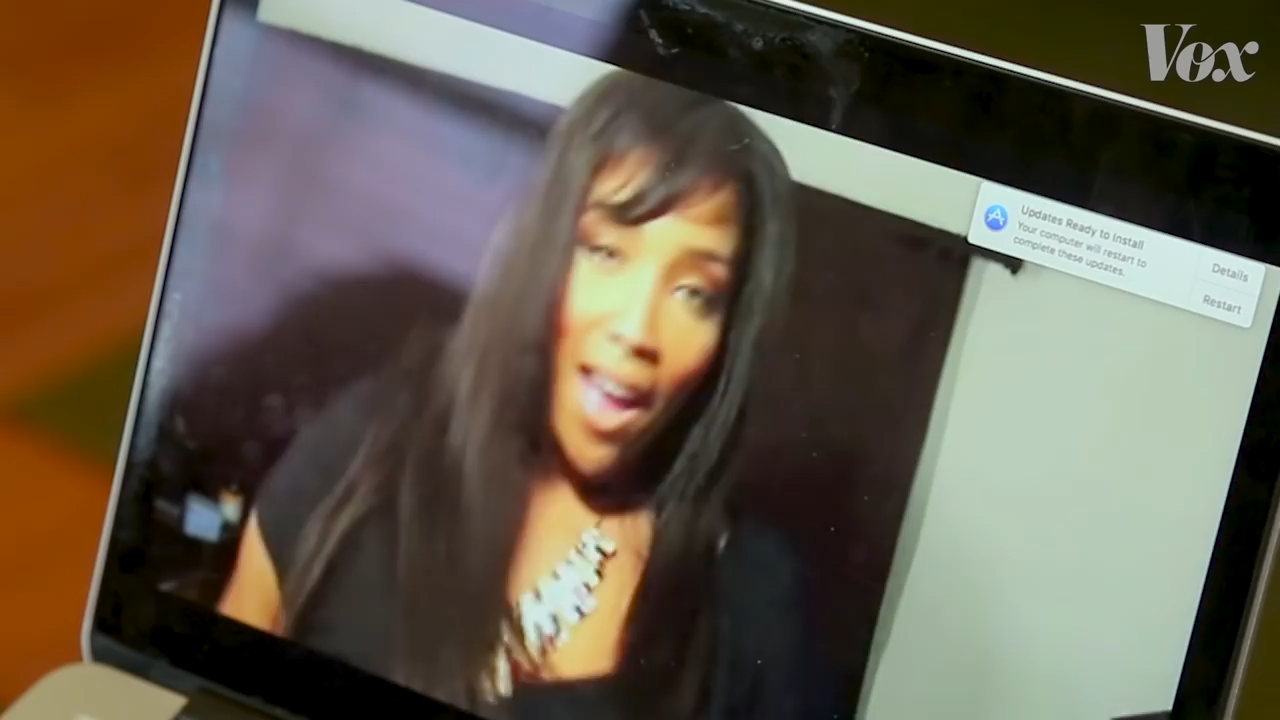 Vox
Updates Ready to Install
Your computer will restart to
complete these updates.
Details
Restart